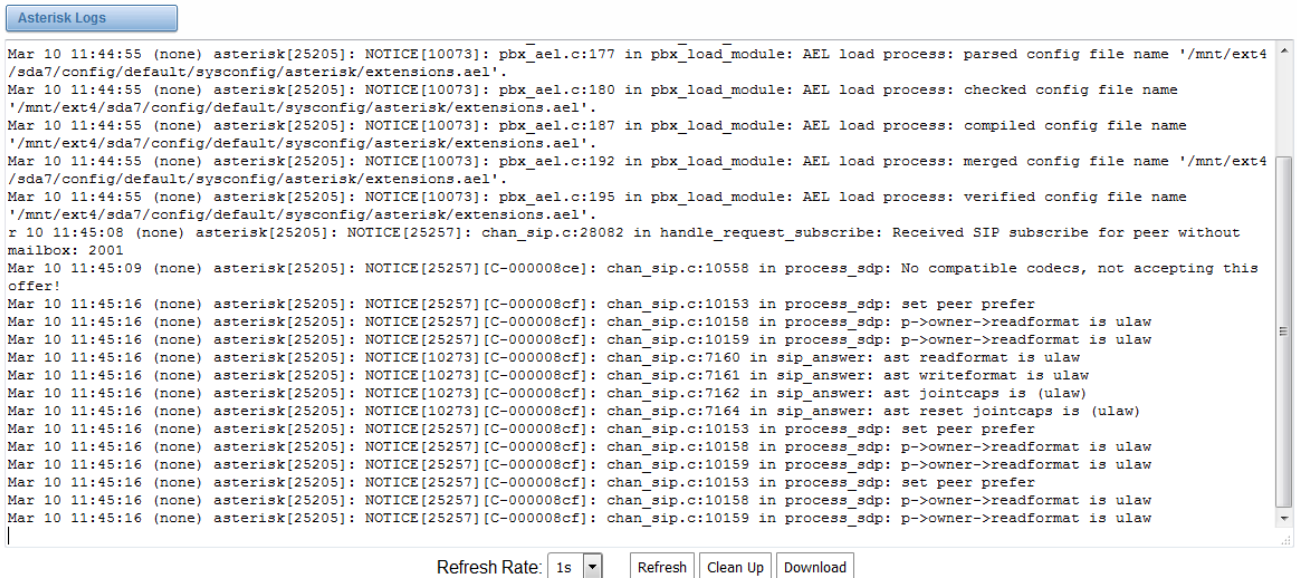 Asterisk Logs
Mar 10 11:44:55 (none) asterisk[25205]: NOTICE[10073]: pbx_ael.c:177 in pbx_load_module: AEL load process: parsed config file name '/mnt/ext4
/sda7/config/default/sysconfig/asterisk/extensions.ael'.
Mar 10 11:44:55 (none) asterisk[25205]: NOTICE[10073]: pbx_ael.c:180 in pbx_load_module: AEL load process: checked config file name
'/mnt/ext4/sda7/config/default/sysconfig/asterisk/extensions.ael'.
Mar 10 11:44:55 (none) asterisk[25205]: NOTICE[10073]: pbx_ael.c:187 in pbx_load_module: AEL load process: compiled config file name
'/mnt/ext4/sda7/config/default/sysconfig/asterisk/extensions.ael'.
Mar 10 11:44:55 (none) asterisk[25205]: NOTICE[10073]: pbx_ael.c:192 in pbx_load_module: AEL load process: merged config file name '/mnt/ext4
/sda7/config/default/sysconfig/asterisk/extensions.ael'.
Mar 10 11:44:55 (none) asterisk[25205]: NOTICE[10073]: pbx_ael.c:195 in pbx_load_module: AEL load process: verified config file name
'/mnt/ext4/sda7/config/default/sysconfig/asterisk/extensions.ael'.
r 10 11:45:08 (none) asterisk[25205]: NOTICE[25257]: chan_sip.c:28082 in handle_request_subscribe: Received SIP subscribe for peer without
mailbox: 2001
Mar 10 11:45:09 (none) asterisk[25205]: NOTICE[25257][C-000008ce]: chan_sip.c:10558 in process_sdp: No compatible codecs, not accepting this
offer!
Mar 10 11:45:16 (none) asterisk[25205]: NOTICE[25257][C-000008cf]: chan_sip.c:10153 in process_sdp: set peer prefer
Mar 10 11:45:16 (none) asterisk[25205]: NOTICE[25257][C-000008cf]: chan_sip.c:10158 in process_sdp: p->owner->readformat is ulaw
Mar 10 11:45:16 (none) asterisk[25205]: NOTICE[25257][C-000008cf]: chan_sip.c:10159 in process_sdp: p->owner->readformat is ulaw
Mar 10 11:45:16 (none) asterisk[25205]: NOTICE[10273][C-000008cf]: chan_sip.c:7160 in sip_answer: ast readformat is ulaw
Mar 10 11:45:16 (none) asterisk[25205]: NOTICE[10273][C-000008cf]: chan_sip.c:7161 in sip_answer: ast writeformat is ulaw
Mar 10 11:45:16 (none) asterisk[25205]: NOTICE[10273][C-000008cf]: chan_sip.c:7162 in sip_answer: ast jointcaps is (ulaw)
Mar 10 11:45:16 (none) asterisk[25205]: NOTICE[10273][C-000008cf]: chan_sip.c:7164 in sip_answer: ast reset jointcaps is (ulaw)
Mar 10 11:45:16 (none) asterisk[25205]: NOTICE[25257][C-000008cf]: chan_sip.c:10153 in process_sdp: set peer prefer
Mar 10 11:45:16 (none) asterisk[25205]: NOTICE[25257][C-000008cf]: chan_sip.c:10158 in process_sdp: p->owner->readformat is ulaw
Mar 10 11:45:16 (none) asterisk[25205]: NOTICE[25257][C-000008cf]: chan_sip.c:10159 in process_sdp: p->owner->readformat is ulaw
Mar 10 11:45:16 (none) asterisk[25205]: NOTICE[25257][C-000008cf]: chan_sip.c:10153 in process_sdp: set peer prefer
Mar 10 11:45:16 (none) asterisk[25205]: NOTICE[25257][C-000008cf]: chan_sip.c:10158 in process_sdp: p->owner->readformat is ulaw
Mar 10 11:45:16 (none) asterisk[25205]: NOTICE[25257][C-000008cf]: chan_sip.c:10159 in process_sdp: p->owner->readformat is ulaw
Refresh Rate: 1s Refresh Clean Up Download